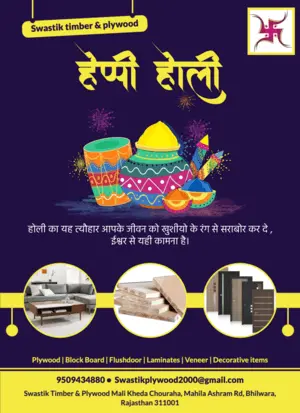 Swastik timber & plywood
हेप्पी होली
होली का यह त्यौहार आपके जीवन को खुशीयो के रंग से सराबोर कर दे ,
ईश्वर से यही कामना है।
Plywood | Block Board | Flushdoor | Laminates | Veneer | Decorative items
9509434880 ● Swastikplywood2000@gmail.com
Swastik Timber & Plywood Mali Kheda Chouraha, Mahila Ashram Rd, Bhilwara,
Rajasthan 311001